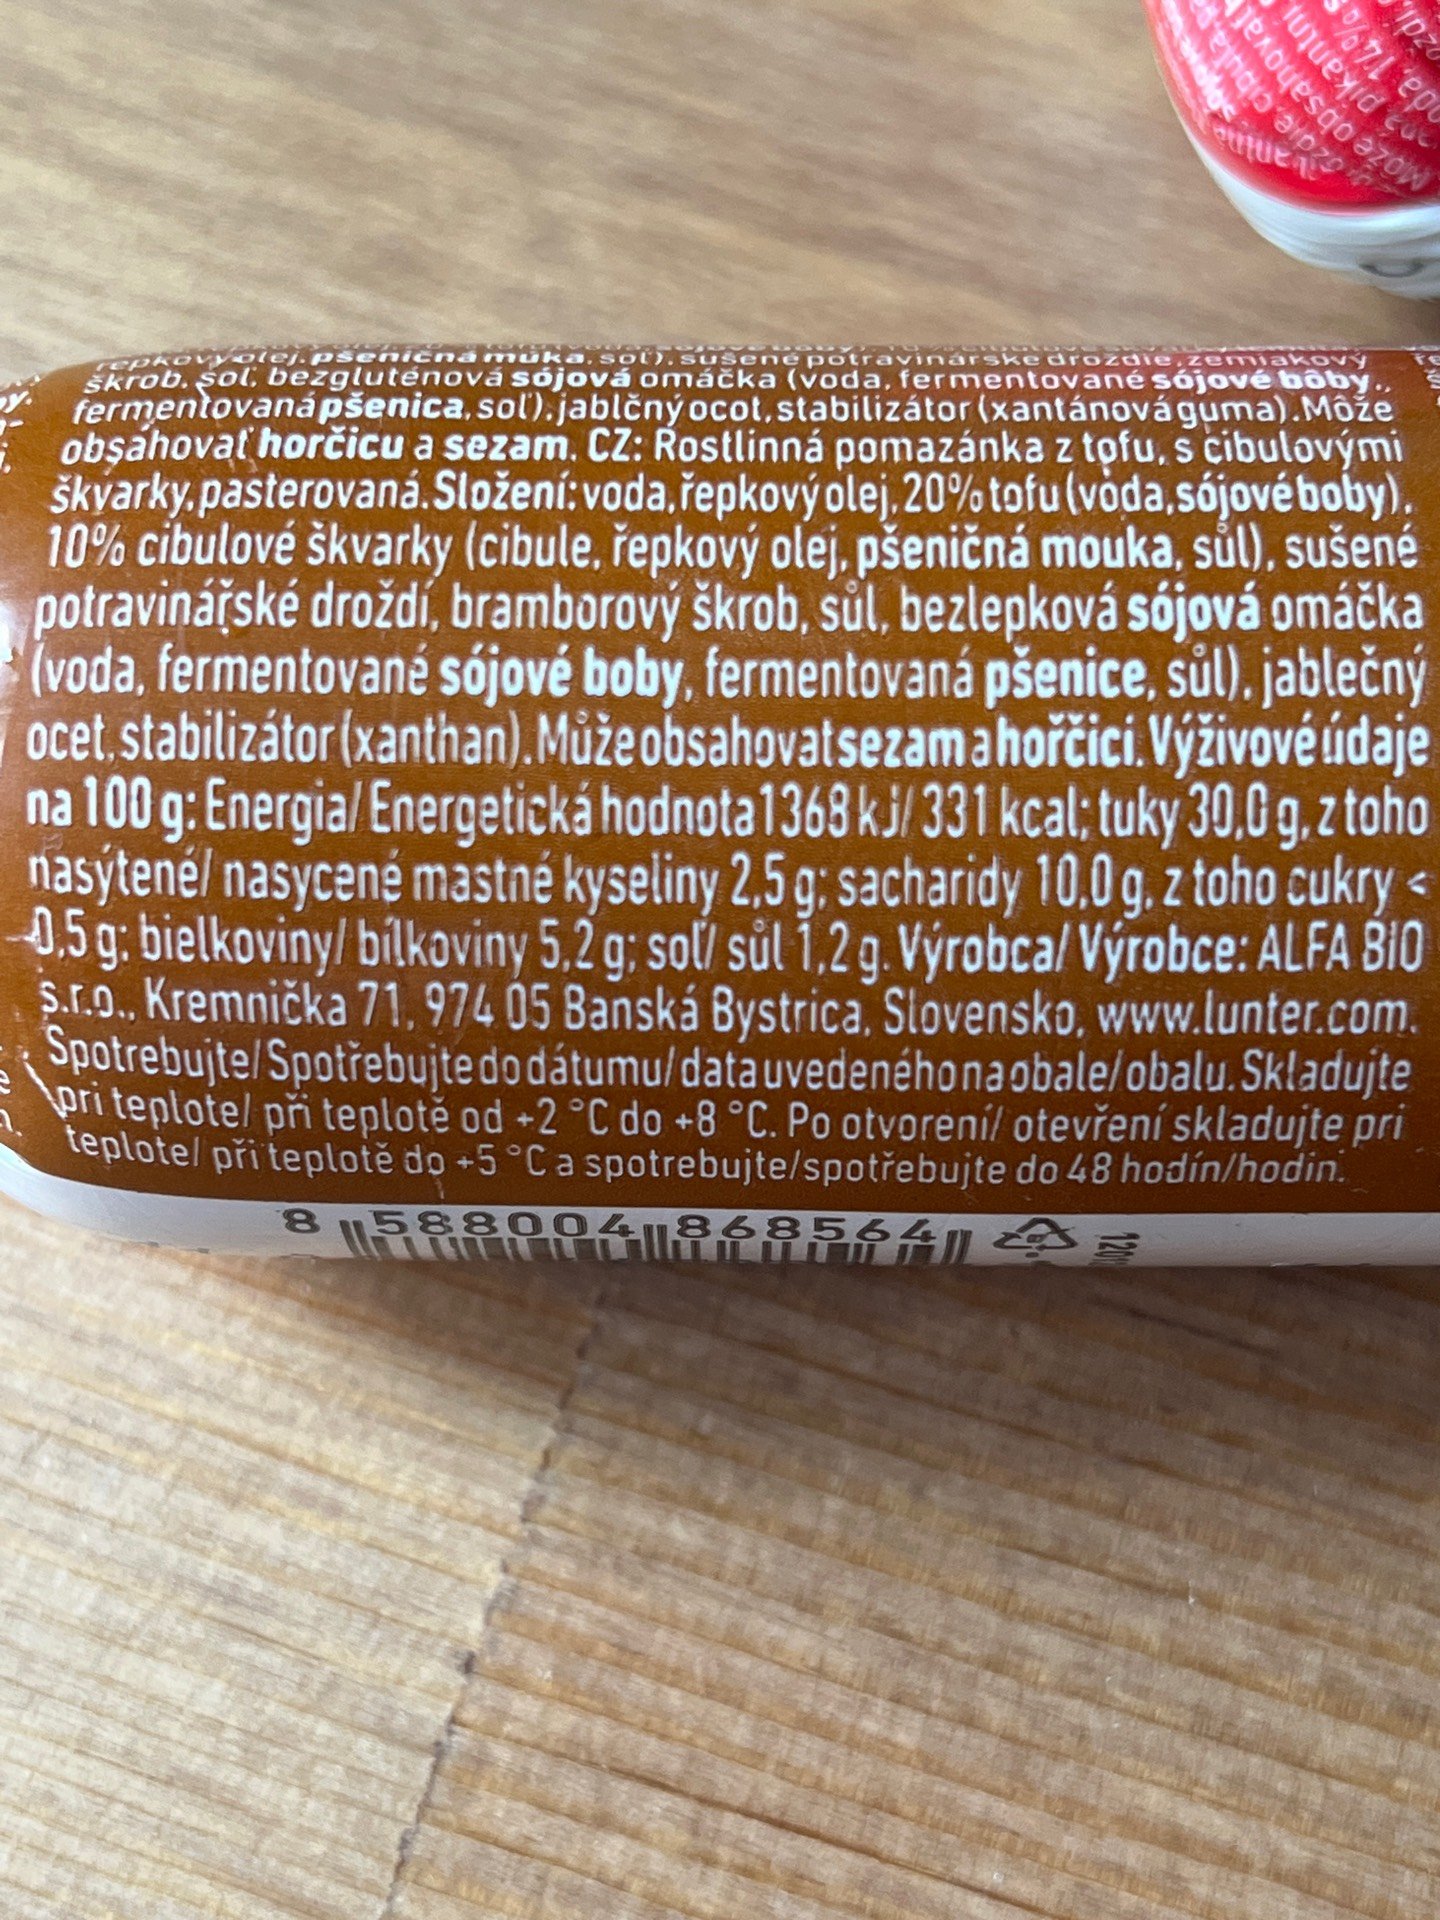 repkový olej, pšeničná múka, soľ), sušené potravinárske droždie, zemiakový
škrob, soľ, bezgluténová sójová omáčka (voda, fermentované sójové bôby,
fermentovaná pšenica, soľ), jablčný ocot, stabilizátor (xantánová guma). Môže
obsahovať horčicu a sezam. CZ: Rostlinná pomazánka z tofu, s cibulovými
škvarky, pasterovaná. Složení: voda, řepkový olej, 20% tofu (voda, sójové boby),
10% cibulové škvarky (cibule, řepkový olej, pšeničná mouka, sůl), sušené
potravinářské droždí, bramborový škrob, sůl, bezlepková sójová omáčka
(voda, fermentované sójové boby, fermentovaná pšenice, sůl), jablečný
ocet, stabilizátor (xanthan). Může obsahovat sezam a hořčici. Výživové údaje
na 100 g: Energia/ Energetická hodnota 1368 kJ/ 331 kcal; tuky 30,0 g, z toho
nasýtené/ nasycené mastné kyseliny 2,5 g; sacharidy 10,0 g, z toho cukry <
0,5 g; bielkoviny/ bílkoviny 5,2 g; soľ/ sůl 1,2 g. Výrobca/ Výrobce: ALFA BIO
s.r.o., Kremnička 71, 974 05 Banská Bystrica, Slovensko, www.lunter.com.
Spotrebujte/ Spotřebujte do dátumu/ data uvedeného na obale/ obalu. Skladujte
pri teplote/ při teplotě od +2 °C do +8 °C. Po otvorení/ otevření skladujte pri
teplote/ při teplotě do +5 °C a spotrebujte/spotřebujte do 48 hodín/hodin.
8 588004 868564